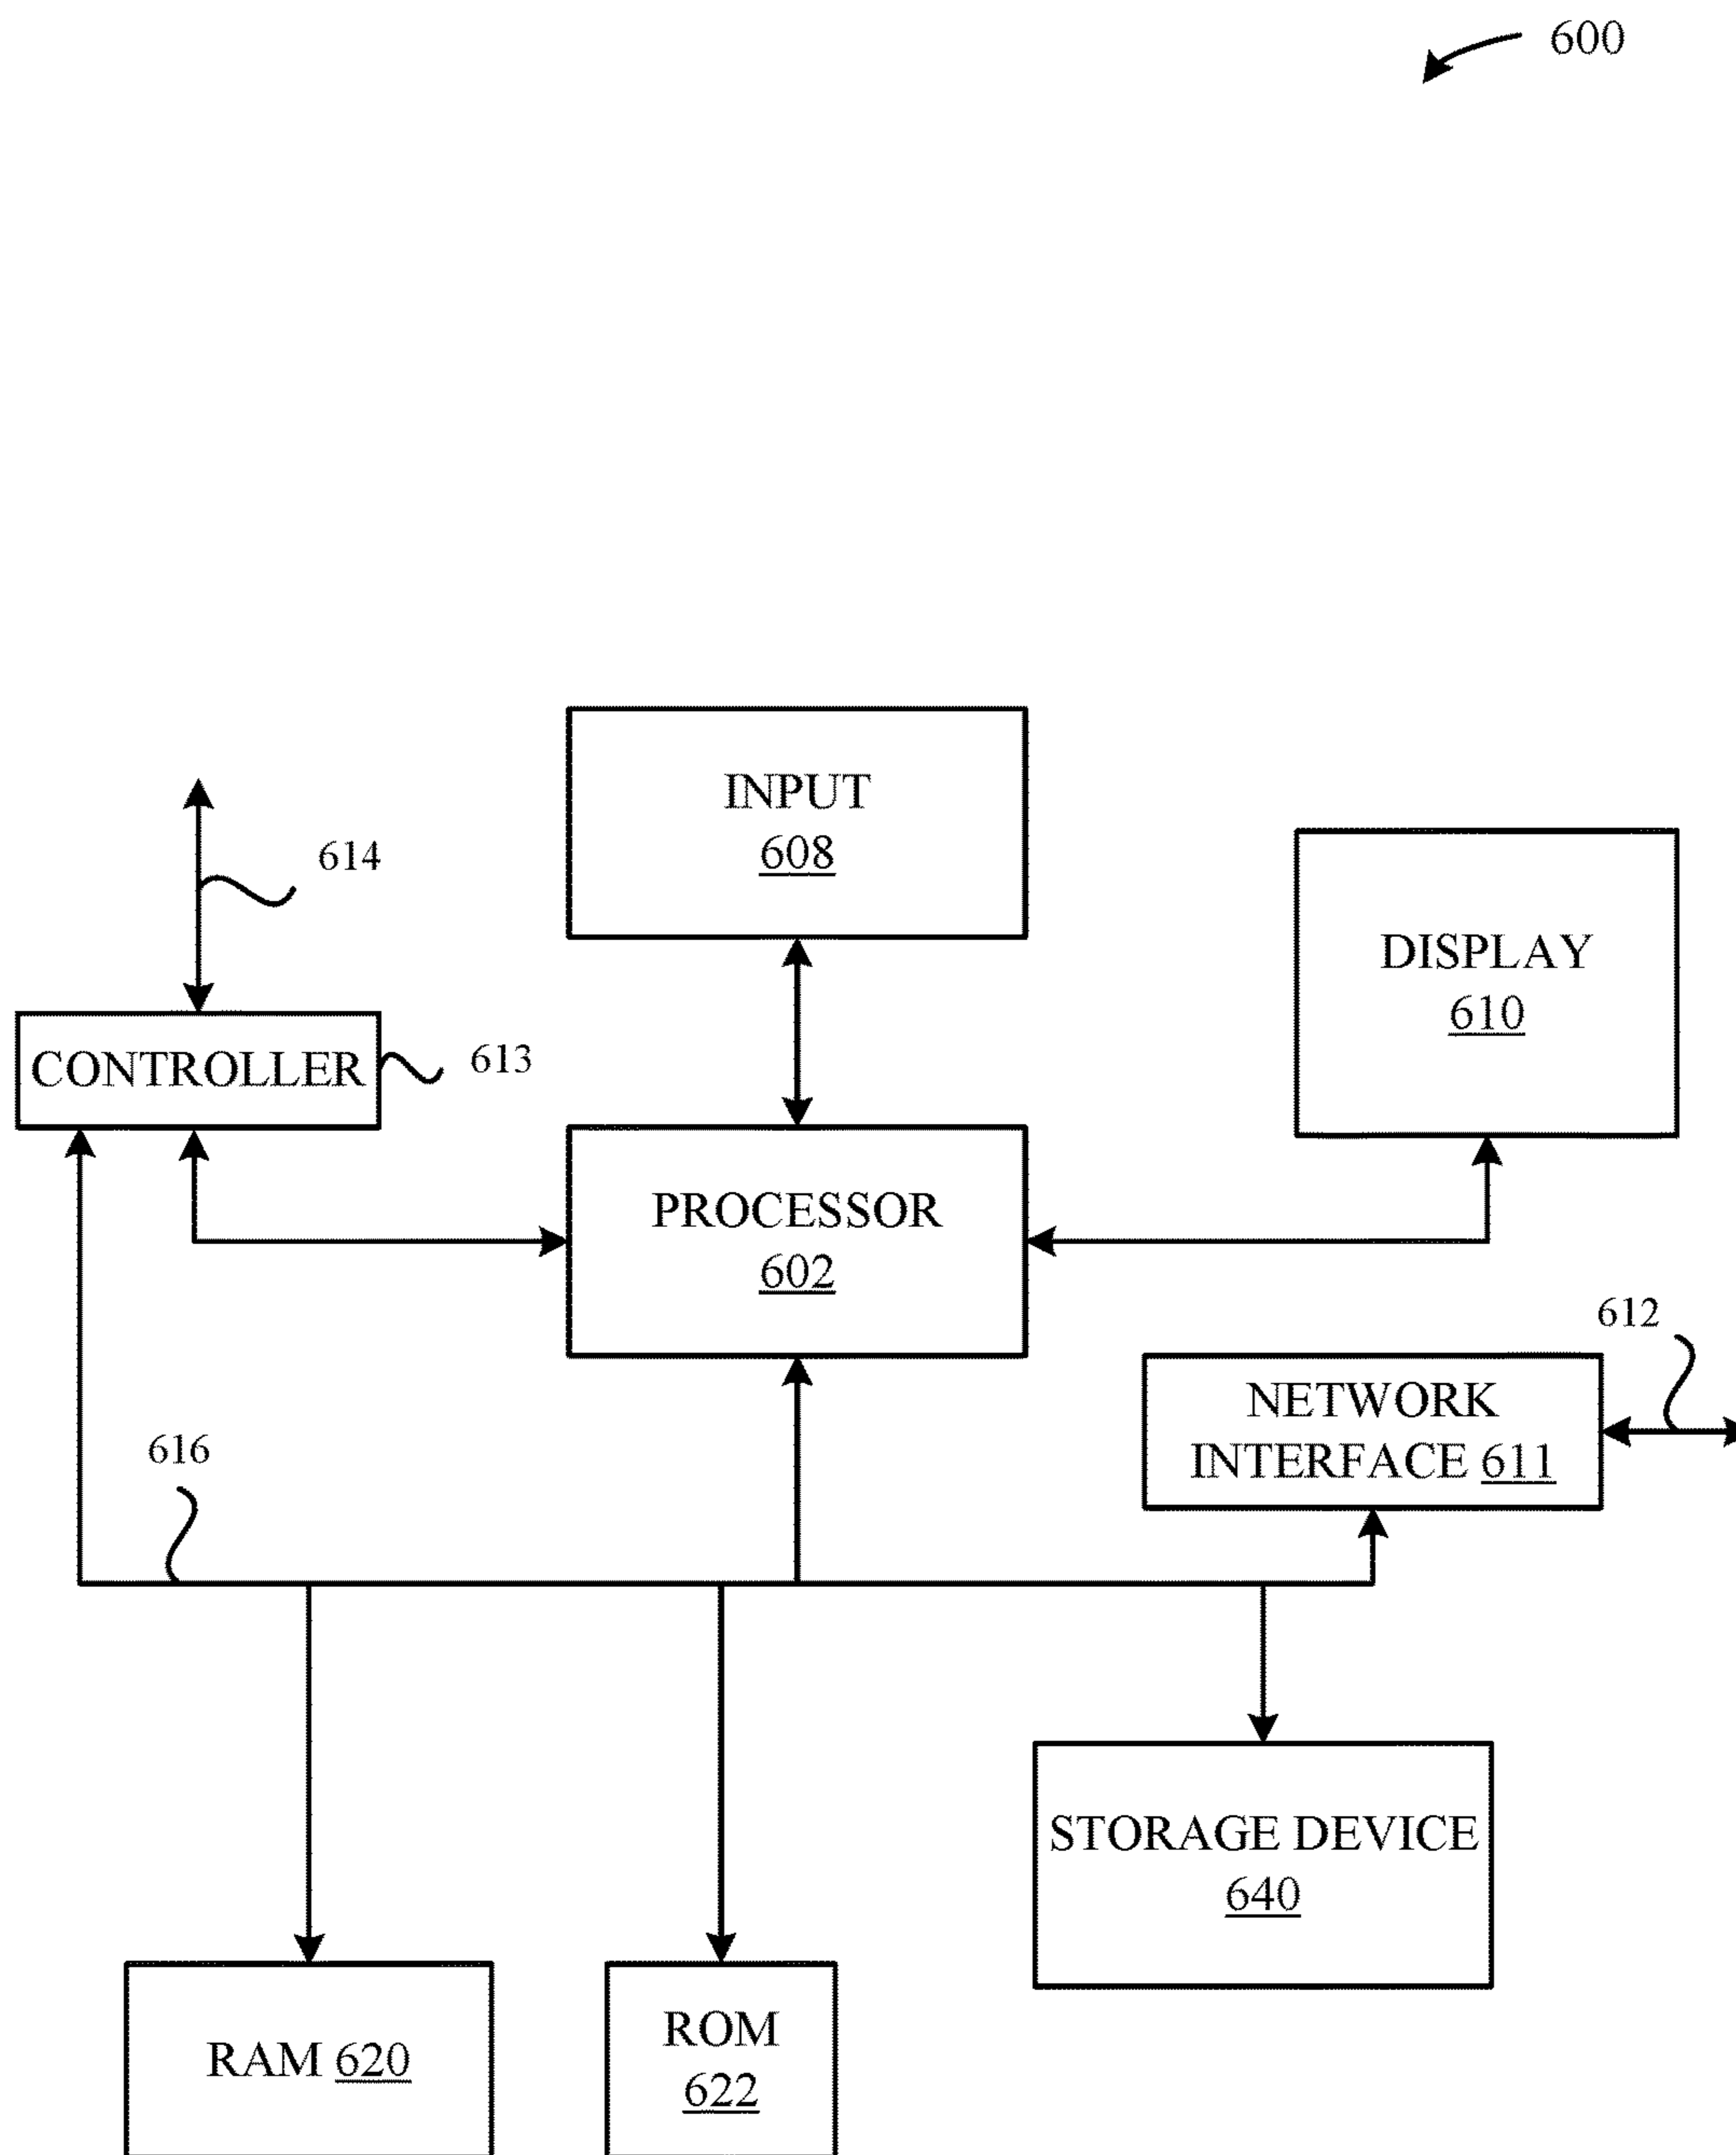 600
INPUT
608
614
DISPLAY
610
CONTROLLER
613
PROCESSOR
602
612
NETWORK
INTERFACE 611
616
STORAGE DEVICE
640
RAM 620
ROM
622